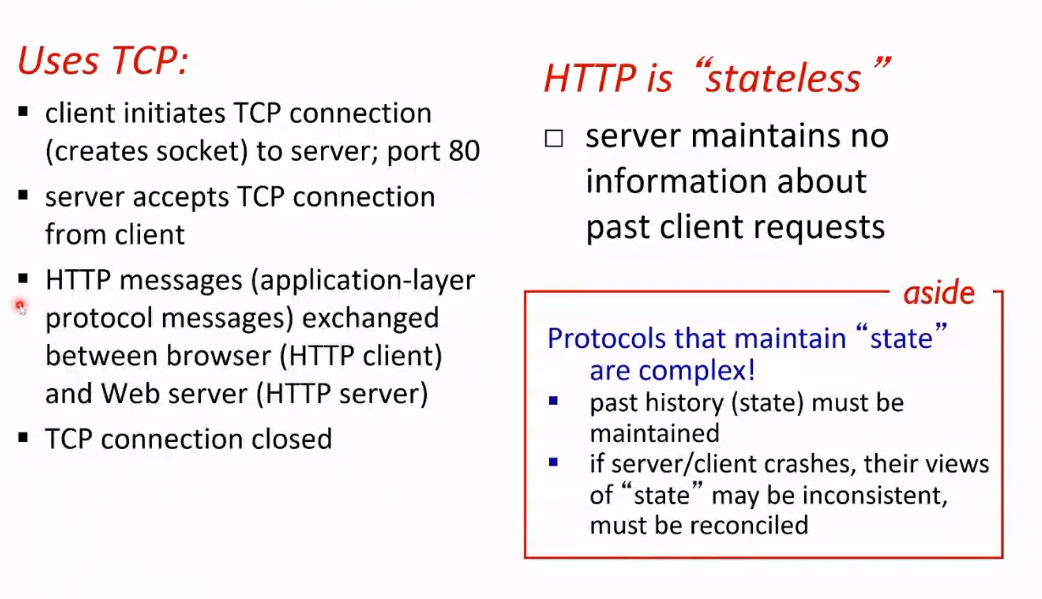 Uses TCP:
▪ client initiates TCP connection
(creates socket) to server; port 80
▪ server accepts TCP connection
from client
▪ HTTP messages (application-layer
protocol messages) exchanged
between browser (HTTP client)
and Web server (HTTP server)
▪ TCP connection closed
HTTP is “stateless”
□ server maintains no
information about
past client requests
aside
Protocols that maintain “state”
are complex!
▪ past history (state) must be
maintained
▪ if server/client crashes, their views
of “state” may be inconsistent,
must be reconciled